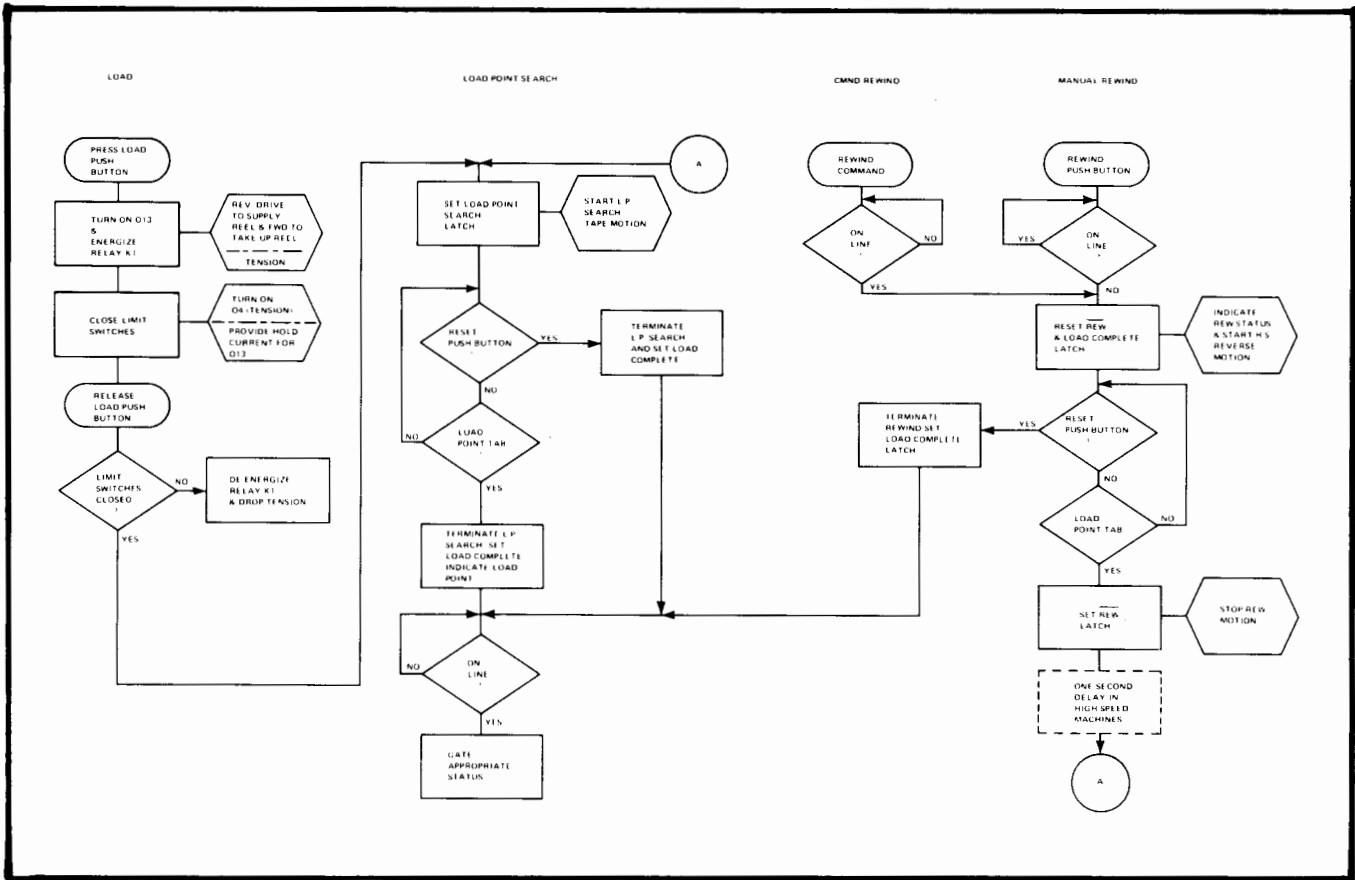 LOAD
LOAD POINT SEARCH
CMND REWIND
MANUAL REWIND
PRESS LOAD
PUSH
BUTTON
TURN ON Q13
&
ENERGIZE
RELAY K1
REV DRIVE
TO SUPPLY
REEL & FWD TO
TAKE UP REEL
TENSION
CLOSE LIMIT
SWITCHES
TURN ON
Q4 (TENSION)
PROVIDE HOLD
CURRENT FOR
Q13
RELEASE
LOAD PUSH
BUTTON
LIMIT
SWITCHES
CLOSED
?
NO
YES
DE ENERGIZE
RELAY K1
& DROP TENSION
A
SET LOAD POINT
SEARCH
LATCH
START L P
SEARCH
TAPE MOTION
RESET
PUSH BUTTON
YES
NO
TERMINATE
L P SEARCH
AND SET LOAD
COMPLETE
LOAD
POINT TAB
NO
YES
TERMINATE L P
SEARCH SET
LOAD COMPLETE
INDICATE LOAD
POINT
ON
LINE
NO
YES
GATE
APPROPRIATE
STATUS
REWIND
COMMAND
ON
LINE
NO
YES
REWIND
PUSH BUTTON
ON
LINE
YES
NO
RESET REW
& LOAD COMPLETE
LATCH
INDICATE
REW STATUS
& START H S
REVERSE
MOTION
RESET
PUSH BUTTON
YES
NO
TERMINATE
REWIND SET
LOAD COMPLETE
LATCH
LOAD
POINT TAB
NO
YES
SET REW
LATCH
STOP REW
MOTION
ONE SECOND
DELAY IN
HIGH SPEED
MACHINES
A